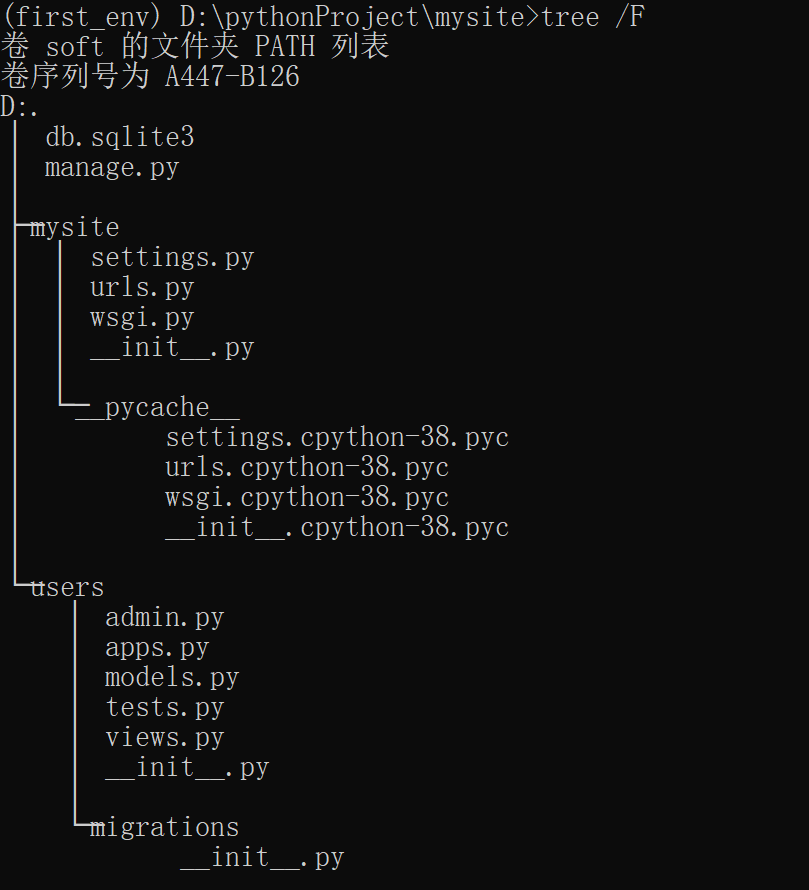 (first_env) D:\pythonProject\mysite>tree /F
卷 soft 的文件夹 PATH 列表
卷序列号为 A447-B126
D:.
│  db.sqlite3
│  manage.py
│
├─mysite
│  │  settings.py
│  │  urls.py
│  │  wsgi.py
│  │  __init__.py
│  │
│  └─__pycache__
│          settings.cpython-38.pyc
│          urls.cpython-38.pyc
│          wsgi.cpython-38.pyc
│          __init__.cpython-38.pyc
│
└─users
    │  admin.py
    │  apps.py
    │  models.py
    │  tests.py
    │  views.py
    │  __init__.py
    │
    └─migrations
            __init__.py